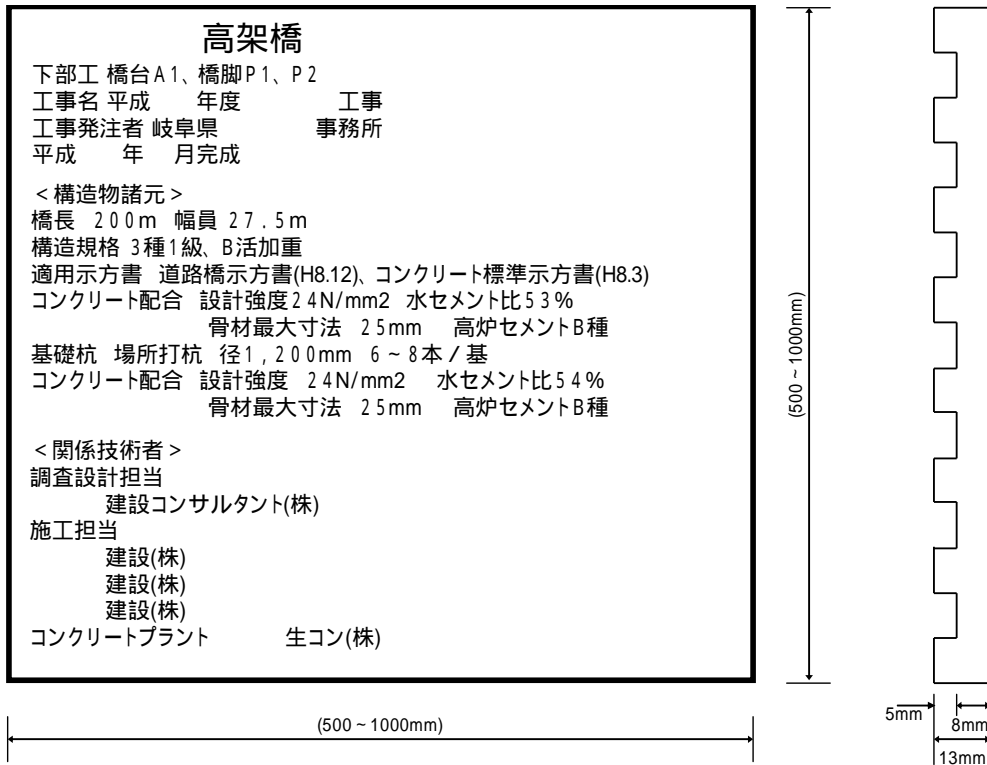 高架橋
下部工 橋台A1、橋脚P1、P2
工事名 平成　　年度　　　　　工事
工事発注者 岐阜県　　　　　事務所
平成　　年　月完成
<構造物諸元>
橋長　200m　幅員 27.5m
構造規格 3種1級、B活加重
適用示方書　道路橋示方書(H8.12)、コンクリート標準示方書(H8.3)
コンクリート配合　設計強度24N/mm2　水セメント比53%
骨材最大寸法　25mm　高炉セメントB種
基礎杭　場所打杭　径1,200mm　6~8本/基
コンクリート配合　設計強度　24N/mm2　水セメント比54%
骨材最大寸法　25mm　高炉セメントB種
<関係技術者>
調査設計担当
建設コンサルタント(株)
施工担当
建設(株)
建設(株)
建設(株)
コンクリートプラント　　　生コン(株)
(500~1000mm)
(500~1000mm)
5mm
8mm
13mm